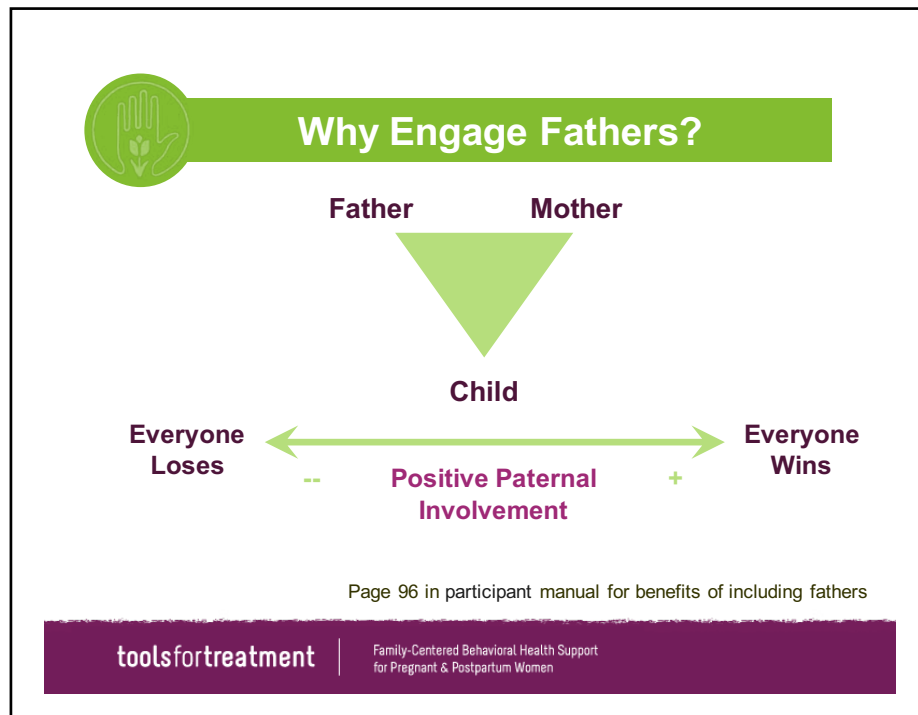 Why Engage Fathers?
Father Mother
Child
Everyone
Loses
Everyone
Wins
-- Positive Paternal +
Involvement
Page 96 in participant manual for benefits of including fathers
toolsfortreatment
Family-Centered Behavioral Health Support
for Pregnant & Postpartum Women